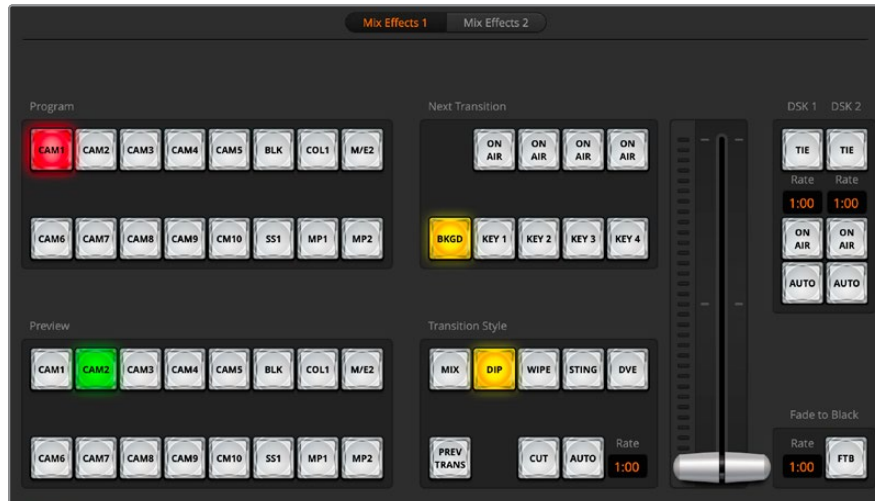 Mix Effects 1 Mix Effects 2
Program
CAM1 CAM2 CAM3 CAM4 CAM5 BLK COL1 M/E2
CAM6 CAM7 CAM8 CAM9 CM10 SS1 MP1 MP2
Next Transition
ON AIR ON AIR ON AIR ON AIR
BKGD KEY 1 KEY 2 KEY 3 KEY 4
DSK 1 DSK 2
TIE TIE
Rate Rate
1:00 1:00
ON AIR ON AIR
AUTO AUTO
Preview
CAM1 CAM2 CAM3 CAM4 CAM5 BLK COL1 M/E2
CAM6 CAM7 CAM8 CAM9 CM10 SS1 MP1 MP2
Transition Style
MIX DIP WIPE STING DVE
PREV TRANS CUT AUTO Rate 1:00
Fade to Black
Rate
1:00 FTB